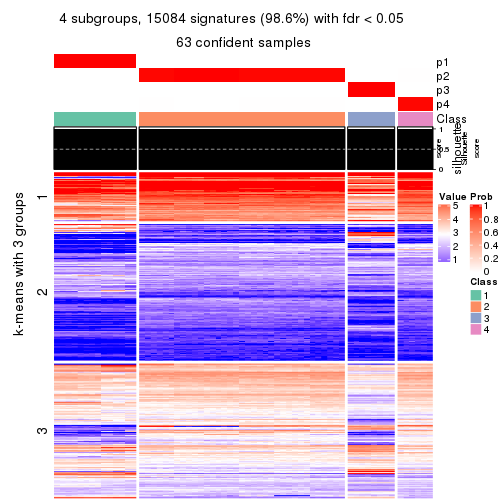 4 subgroups, 15084 signatures (98.6%) with fdr < 0.05
63 confident samples
p1
p2
p3
p4
Class
1
0.5
0
silhouette
Silhouette
score
score
k-means with 3 groups
1
2
3
Value
5
4
3
2
1
Prob
1
0.8
0.6
0.4
0.2
0
Class
1
2
3
4